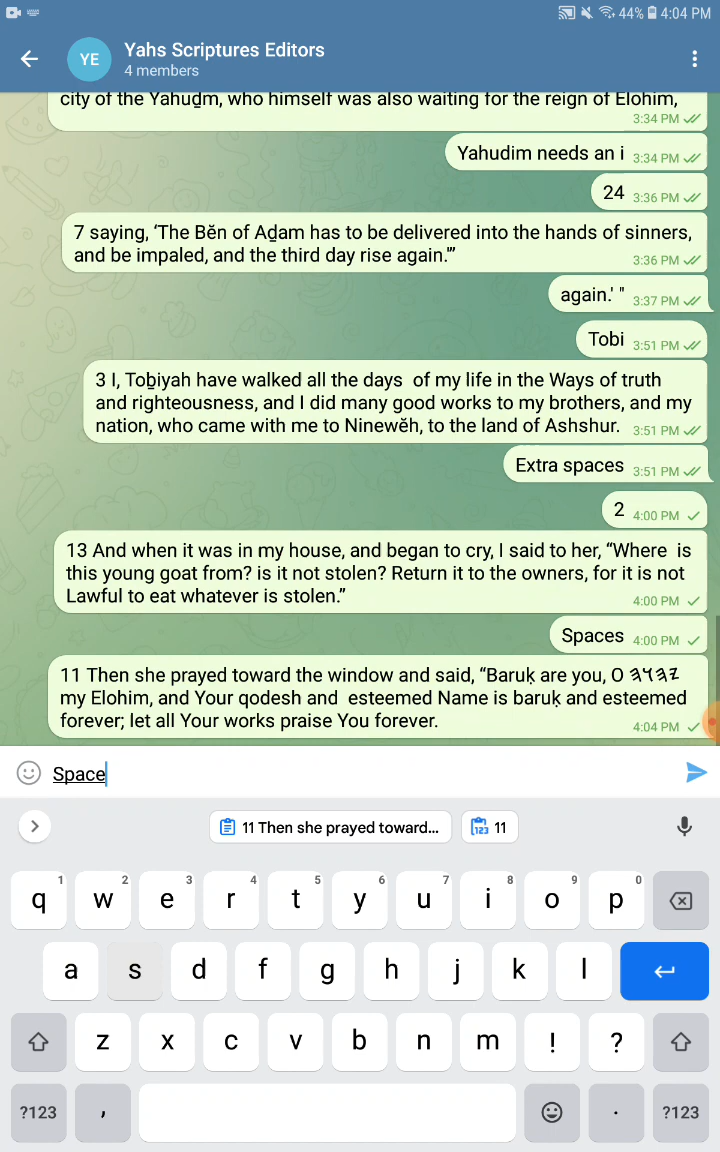 44% 4:04 PM
YE
Yahs Scriptures Editors
4 members
city of the Yahuḏm, who himself was also waiting for the reign of Elohim,
3:34 PM
Yahudim needs an i 3:34 PM
24 3:36 PM
7 saying, ‘The Bĕn of Aḏam has to be delivered into the hands of sinners,
and be impaled, and the third day rise again.’”
3:36 PM
again.' " 3:37 PM
Tobi 3:51 PM
3 I, Toḇiyah have walked all the days  of my life in the Ways of truth
and righteousness, and I did many good works to my brothers, and my
nation, who came with me to Ninewĕh, to the land of Ashshur. 3:51 PM
Extra spaces 3:51 PM
2 4:00 PM
13 And when it was in my house, and began to cry, I said to her, “Where  is
this young goat from? is it not stolen? Return it to the owners, for it is not
Lawful to eat whatever is stolen.”
4:00 PM
Spaces 4:00 PM
11 Then she prayed toward the window and said, “Baruḵ are you, O 𐤉𐤄𐤅𐤄
my Elohim, and Your qodesh and  esteemed Name is baruḵ and esteemed
forever; let all Your works praise You forever.
4:04 PM
Space
11 Then she prayed toward... 123 11
q 1 w 2 e 3 r 4 t 5 y 6 u 7 i 8 o 9 p 0
a s d f g h j k l
z x c v b n m ! ?
?123 , . ?123